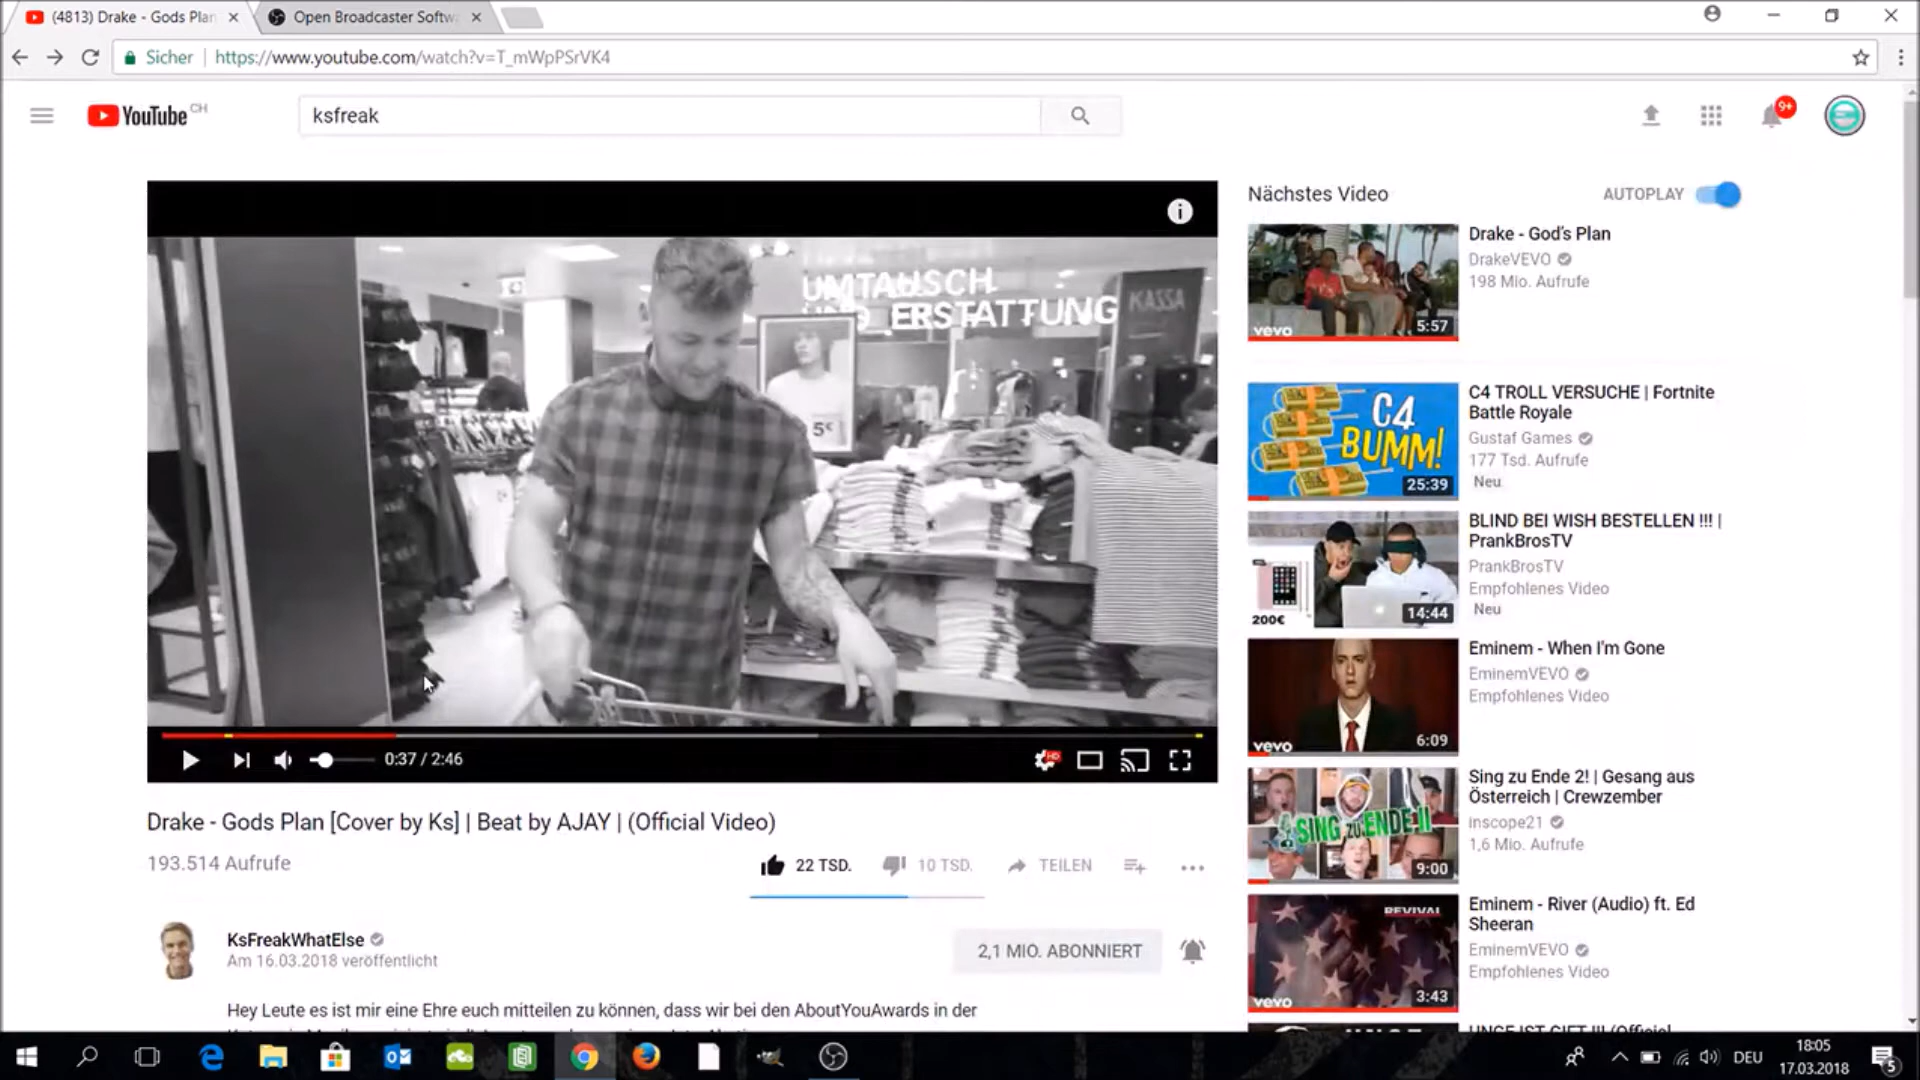 (4813) Drake - Gods Plan
Open Broadcaster Softw
Sicher
https://www.youtube.com/watch?v=T_mWpPSrVK4
YouTube CH
ksfreak
9+
UMTAUSCH
UND ERSTATTUNG
KASSA
5€
0:37 / 2:46
HD
Drake - Gods Plan [Cover by Ks] | Beat by AJAY | (Official Video)
193.514 Aufrufe
22 TSD.
10 TSD.
TEILEN
KsFreakWhatElse
Am 16.03.2018 veröffentlicht
2,1 MIO. ABONNIERT
Hey Leute es ist mir eine Ehre euch mitteilen zu können, dass wir bei den AboutYouAwards in der
Nächstes Video
AUTOPLAY
vevo
5:57
Drake - God's Plan
DrakeVEVO
198 Mio. Aufrufe
C4
BUMM!
25:39
C4 TROLL VERSUCHE | Fortnite
Battle Royale
Gustaf Games
177 Tsd. Aufrufe
Neu
200€
14:44
BLIND BEI WISH BESTELLEN !!! |
PrankBrosTV
PrankBrosTV
Empfohlenes Video
Neu
vevo
6:09
Eminem - When I'm Gone
EminemVEVO
Empfohlenes Video
SING ZU ENDE II
9:00
Sing zu Ende 2! | Gesang aus
Österreich | Crewzember
inscope21
1,6 Mio. Aufrufe
REVIVAL
vevo
3:43
Eminem - River (Audio) ft. Ed
Sheeran
EminemVEVO
Empfohlenes Video
DEU
18:05
17.03.2018
5